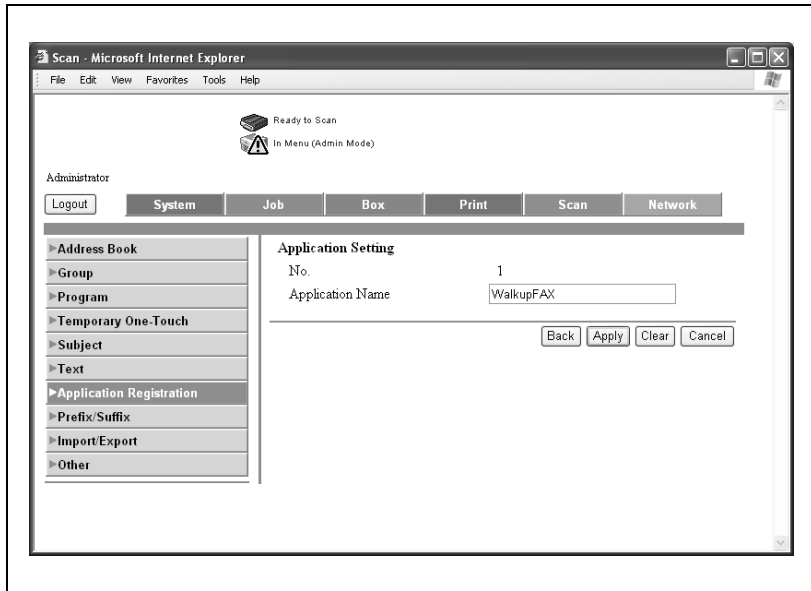 Scan - Microsoft Internet Explorer
File Edit View Favorites Tools Help
Ready to Scan
In Menu (Admin Mode)
Administrator
Logout System Job Box Print Scan Network
Address Book
Group
Program
Temporary One-Touch
Subject
Text
Application Registration
Prefix/Suffix
Import/Export
Other
Application Setting
No. 1
Application Name WalkupFAX
Back Apply Clear Cancel